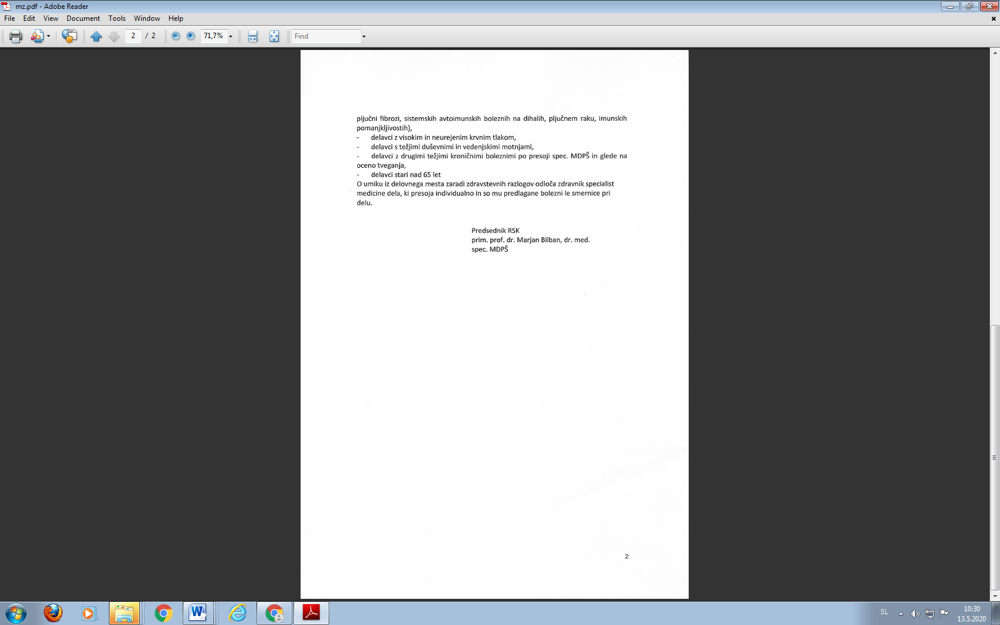 mz.pdf - Adobe Reader
File Edit View Document Tools Window Help
2 / 2 71,7% Find
pljučni fibrozi, sistemskih avtoimunskih boleznih na dihalih, pljučnem raku, imunskih
pomanjkljivostih),
- delavci z visokim in neurejenim krvnim tlakom,
- delavci s težjimi duševnimi in vedenjskimi motnjami,
- delavci z drugimi težjimi kroničnimi boleznimi po presoji spec. MDPŠ in glede na
oceno tveganja,
- delavci stari nad 65 let
O umiku iz delovnega mesta zaradi zdravstevnih razlogov odloča zdravnik specialist
medicine dela, ki presoja individualno in so mu predlagane bolezni le smernice pri
delu.
Predsednik RSK
prim. prof. dr. Marjan Bilban, dr. med.
spec. MDPŠ
2
SL
10:30
13.5.2020